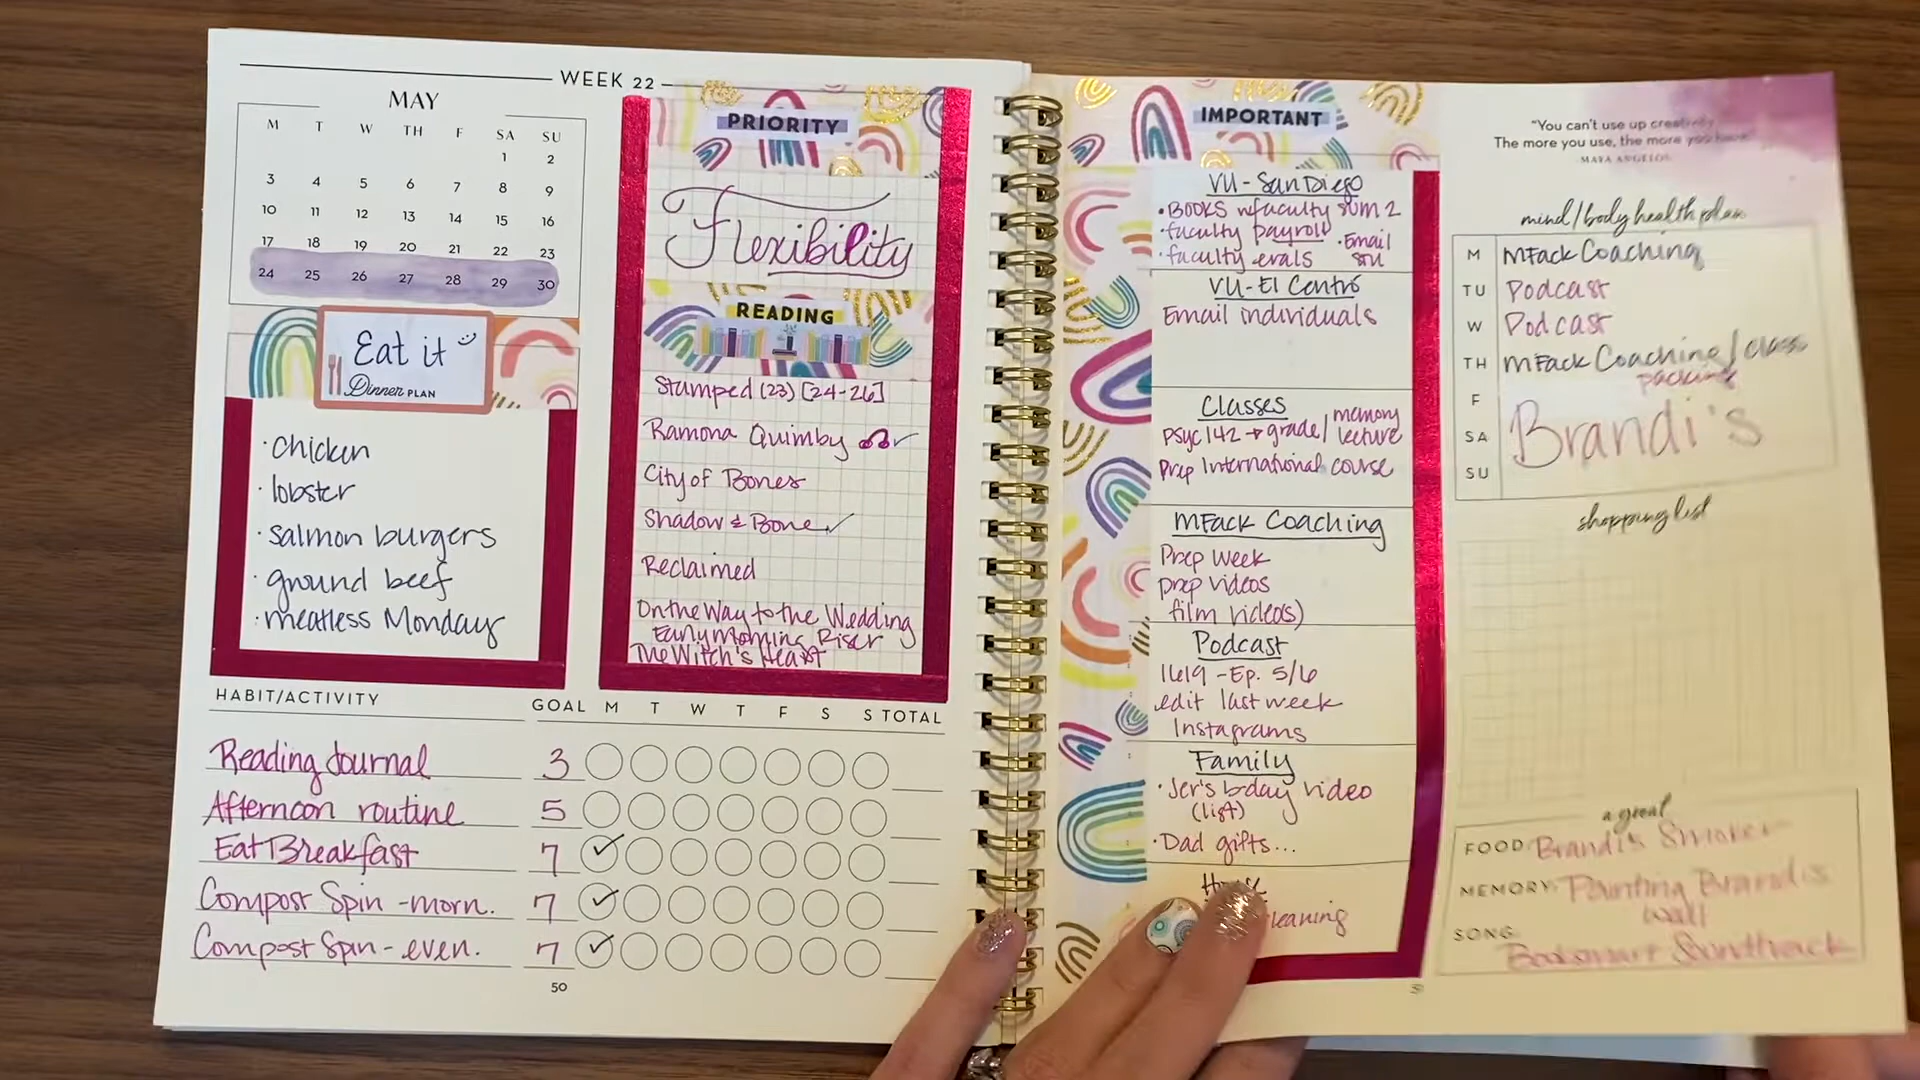 WEEK 22
MAY
M T W TH F SA SU
1 2
3 4 5 6 7 8 9
10 11 12 13 14 15 16
17 18 19 20 21 22 23
24 25 26 27 28 29 30
Eat it
Dinner PLAN
· chicken
· lobster
· salmon burgers
· ground beef
· meatless Monday
PRIORITY
Flexibility
READING
Stamped (23) [24-26]
Ramona Quimby
City of Bones
Shadow & Bone
Reclaimed
On the Way to the Wedding
Early Morning Riser
The Witch's Heart
HABIT/ACTIVITY GOAL M T W T F S S TOTAL
Reading Journal 3
Afternoon routine 5
Eat Breakfast 7
Compost Spin - morn. 7
Compost Spin - even. 7
50
IMPORTANT
VU-San Diego
· BOOKS w/faculty sum 2
· faculty payroll
· Email
· faculty evals
VU-El Centro
Email individuals
Classes
memory
PSYC 142 → grade/ lecture
Prep International course
MFack Coaching
Prep week
prep videos
film video(s)
Podcast
1619 - Ep. 5/6
edit last week
Instagrams
Family
· Jer's bday video
(list)
· Dad gifts...
House
cleaning
"You can't use up creativity.
The more you use, the more you have."
MAYA ANGELOU
mind/body health plan
M MFack Coaching
TU Podcast
W Podcast
TH MFack Coaching/class
packing
F
SA Brandi's
SU
shopping list
a great
FOOD: Brandi's Smoker
MEMORY: Painting Brandi's
wall
SONG:
Booksmart Soundtrack